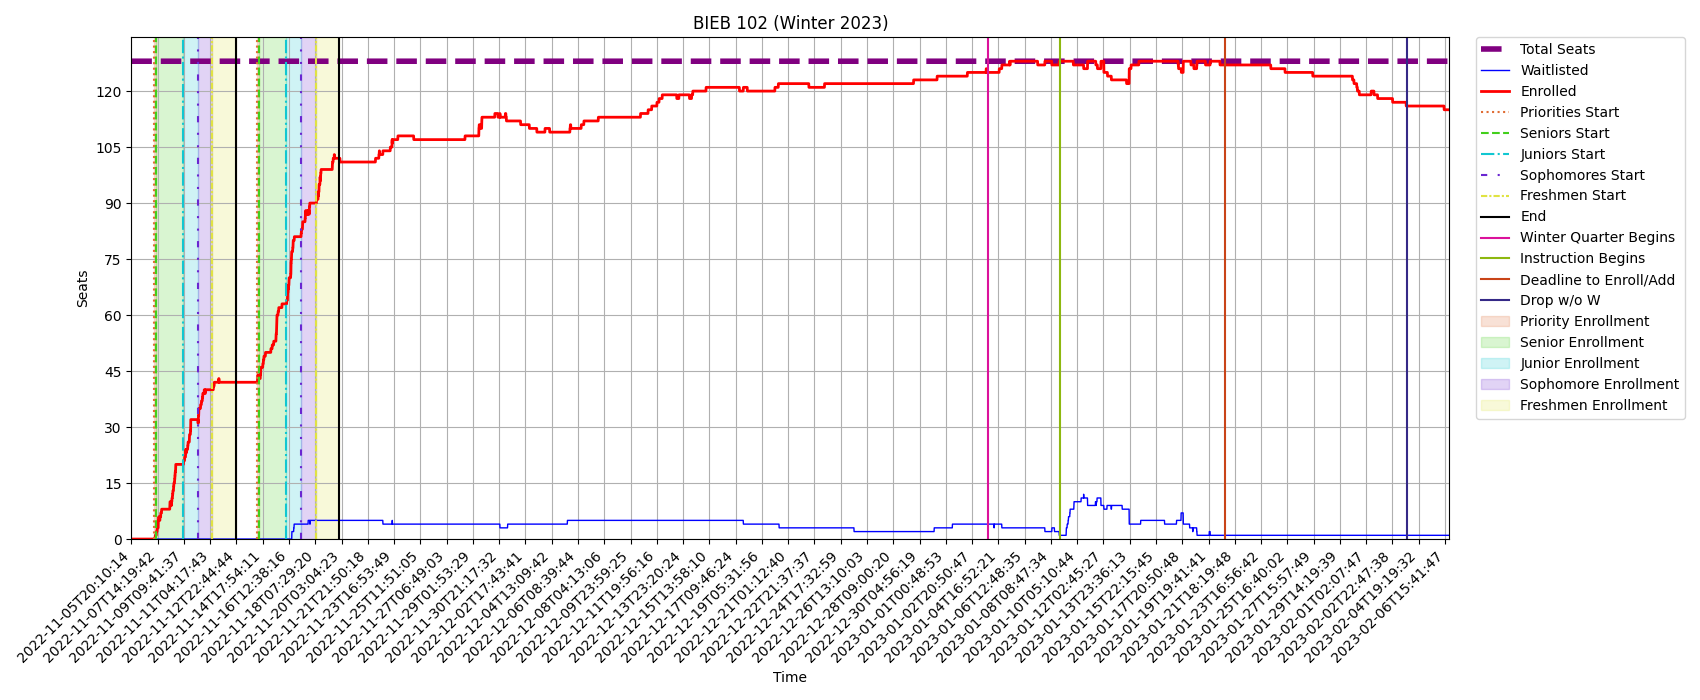 BIEB 102 (Winter 2023)
Seats
120
105
90
75
60
45
30
15
0
2022-11-05T20:10:14
2022-11-07T14:19:42
2022-11-09T09:41:37
2022-11-11T04:17:43
2022-11-12T22:44:44
2022-11-14T17:54:11
2022-11-16T12:38:16
2022-11-18T07:29:20
2022-11-20T03:04:23
2022-11-21T21:50:18
2022-11-23T16:53:49
2022-11-25T11:51:05
2022-11-27T06:49:03
2022-11-29T01:53:29
2022-11-30T21:17:32
2022-12-02T17:43:41
2022-12-04T13:09:42
2022-12-06T08:39:44
2022-12-08T04:13:06
2022-12-09T23:59:25
2022-12-11T19:56:16
2022-12-13T23:20:24
2022-12-15T13:58:10
2022-12-17T09:46:24
2022-12-19T05:31:56
2022-12-21T01:12:40
2022-12-22T21:37:37
2022-12-24T17:32:59
2022-12-26T13:10:03
2022-12-28T09:00:20
2022-12-30T04:56:19
2023-01-01T00:48:53
2023-01-02T20:50:47
2023-01-04T16:52:21
2023-01-06T12:48:35
2023-01-08T08:47:34
2023-01-10T05:10:44
2023-01-12T02:45:27
2023-01-13T23:36:13
2023-01-15T22:15:45
2023-01-17T20:50:48
2023-01-19T19:41:41
2023-01-21T18:19:48
2023-01-23T16:56:42
2023-01-25T16:40:02
2023-01-27T15:57:49
2023-01-29T14:19:39
2023-02-01T02:07:47
2023-02-02T22:47:38
2023-02-04T19:19:32
2023-02-06T15:41:47
Time
Total Seats
Waitlisted
Enrolled
Priorities Start
Seniors Start
Juniors Start
Sophomores Start
Freshmen Start
End
Winter Quarter Begins
Instruction Begins
Deadline to Enroll/Add
Drop w/o W
Priority Enrollment
Senior Enrollment
Junior Enrollment
Sophomore Enrollment
Freshmen Enrollment